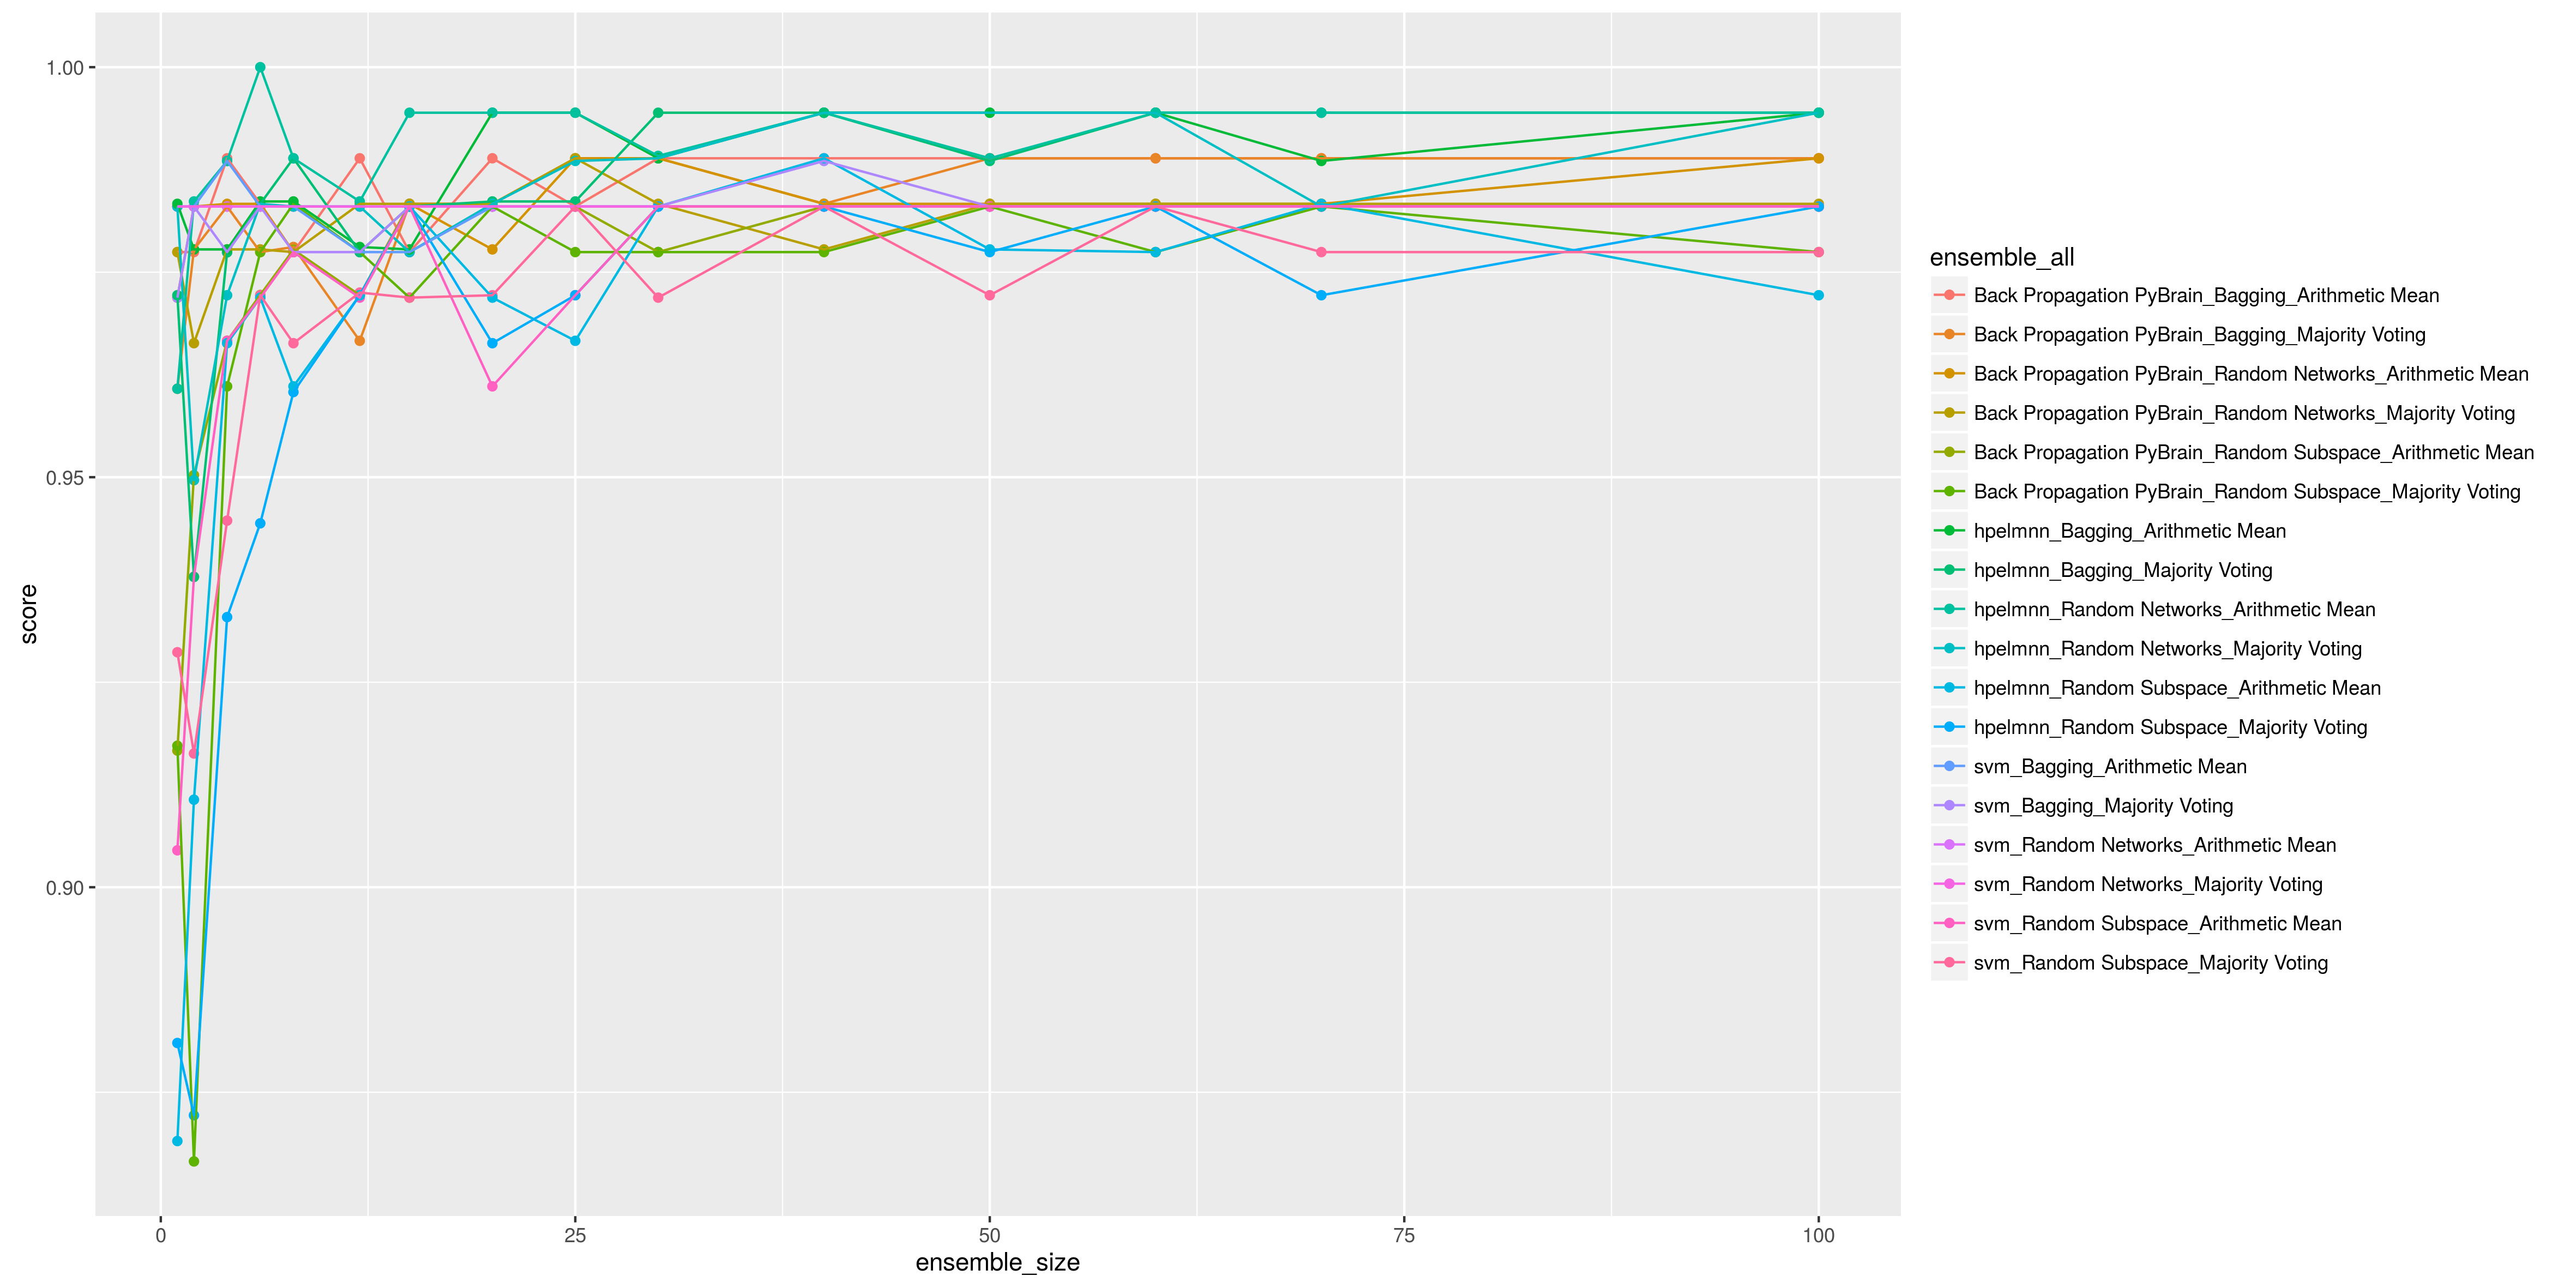 1.00
0.95
0.90
score
0
25
50
75
100
ensemble_size
ensemble_all
Back Propagation PyBrain_Bagging_Arithmetic Mean
Back Propagation PyBrain_Bagging_Majority Voting
Back Propagation PyBrain_Random Networks_Arithmetic Mean
Back Propagation PyBrain_Random Networks_Majority Voting
Back Propagation PyBrain_Random Subspace_Arithmetic Mean
Back Propagation PyBrain_Random Subspace_Majority Voting
hpelmnn_Bagging_Arithmetic Mean
hpelmnn_Bagging_Majority Voting
hpelmnn_Random Networks_Arithmetic Mean
hpelmnn_Random Networks_Majority Voting
hpelmnn_Random Subspace_Arithmetic Mean
hpelmnn_Random Subspace_Majority Voting
svm_Bagging_Arithmetic Mean
svm_Bagging_Majority Voting
svm_Random Networks_Arithmetic Mean
svm_Random Networks_Majority Voting
svm_Random Subspace_Arithmetic Mean
svm_Random Subspace_Majority Voting